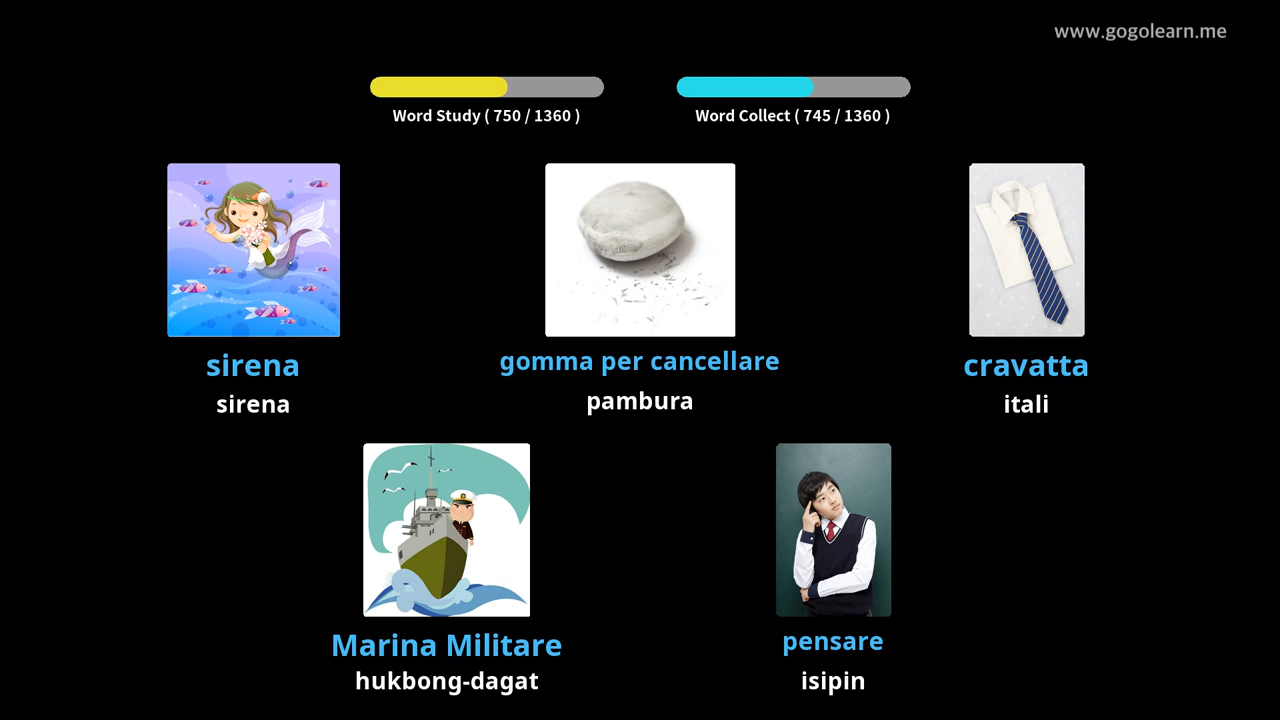 www.gogolearn.me
Word Study ( 750 / 1360 )
Word Collect ( 745 / 1360 )
sirena
sirena
gomma per cancellare
pambura
cravatta
itali
Marina Militare
hukbong-dagat
pensare
isipin